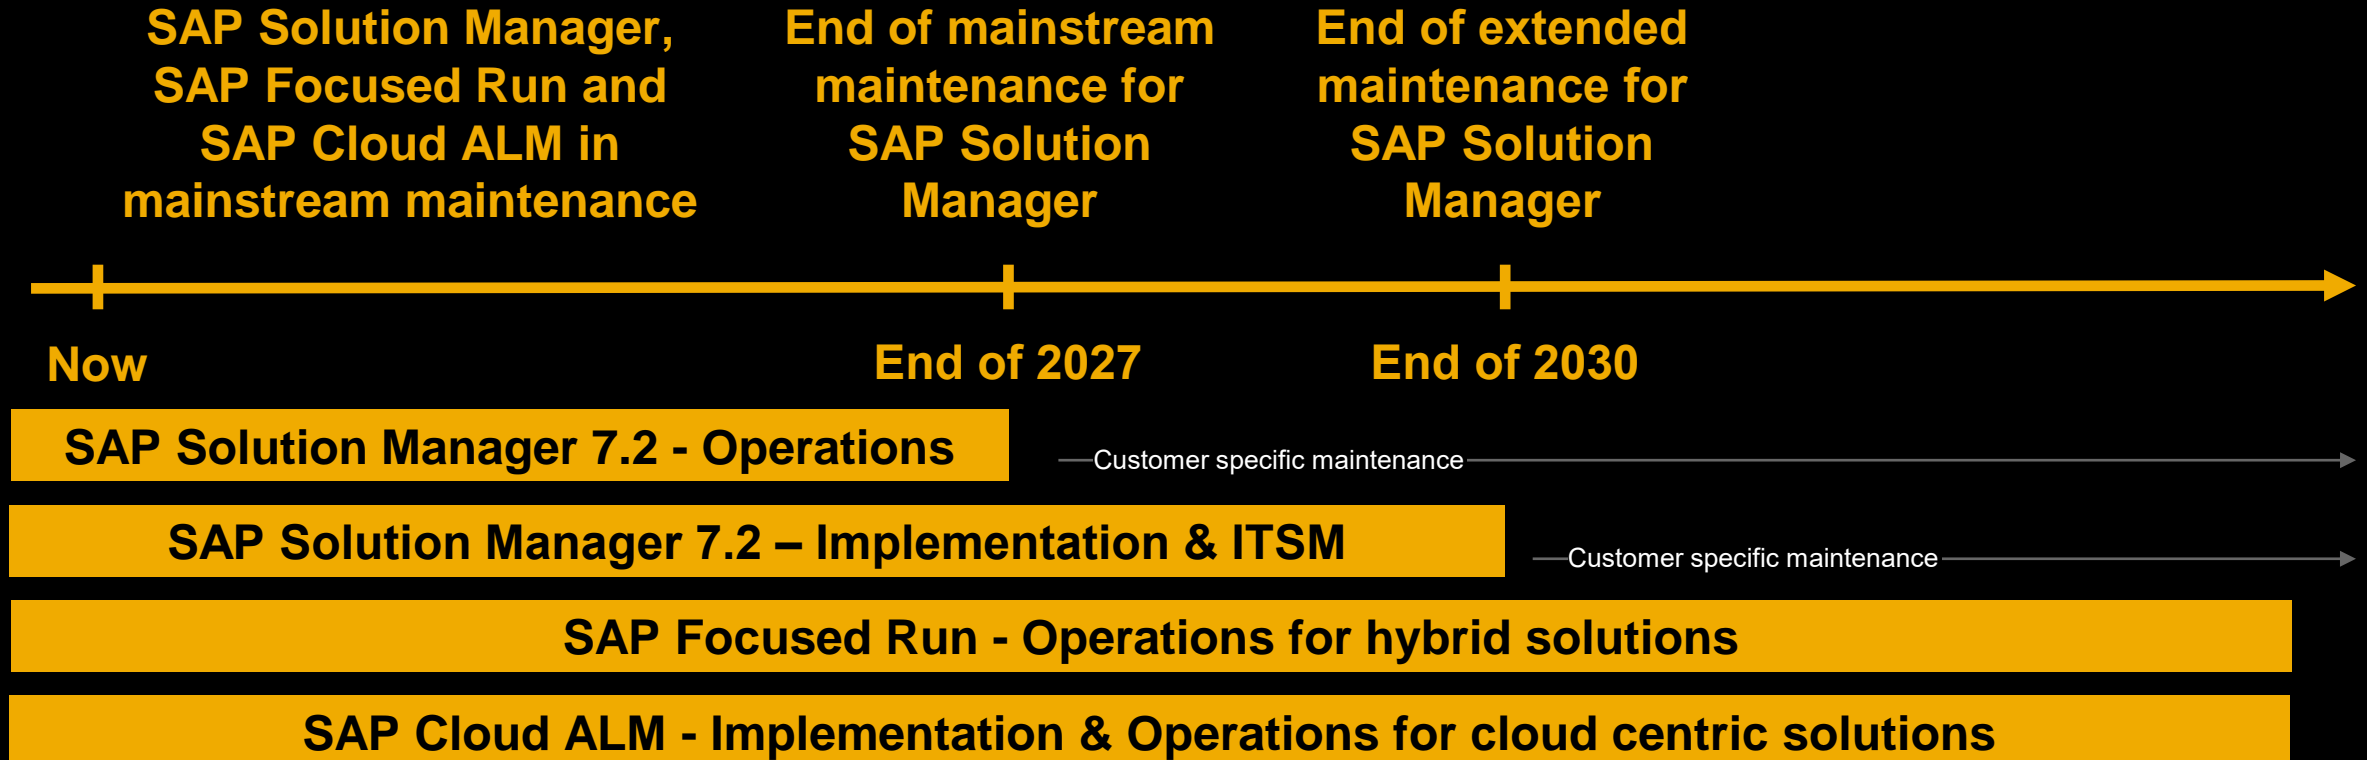 SAP Solution Manager,
SAP Focused Run and
SAP Cloud ALM in
mainstream maintenance
End of mainstream
maintenance for
SAP Solution
Manager
End of extended
maintenance for
SAP Solution
Manager
Now
End of 2027
End of 2030
SAP Solution Manager 7.2 - Operations
Customer specific maintenance
SAP Solution Manager 7.2 – Implementation & ITSM
Customer specific maintenance
SAP Focused Run - Operations for hybrid solutions
SAP Cloud ALM - Implementation & Operations for cloud centric solutions